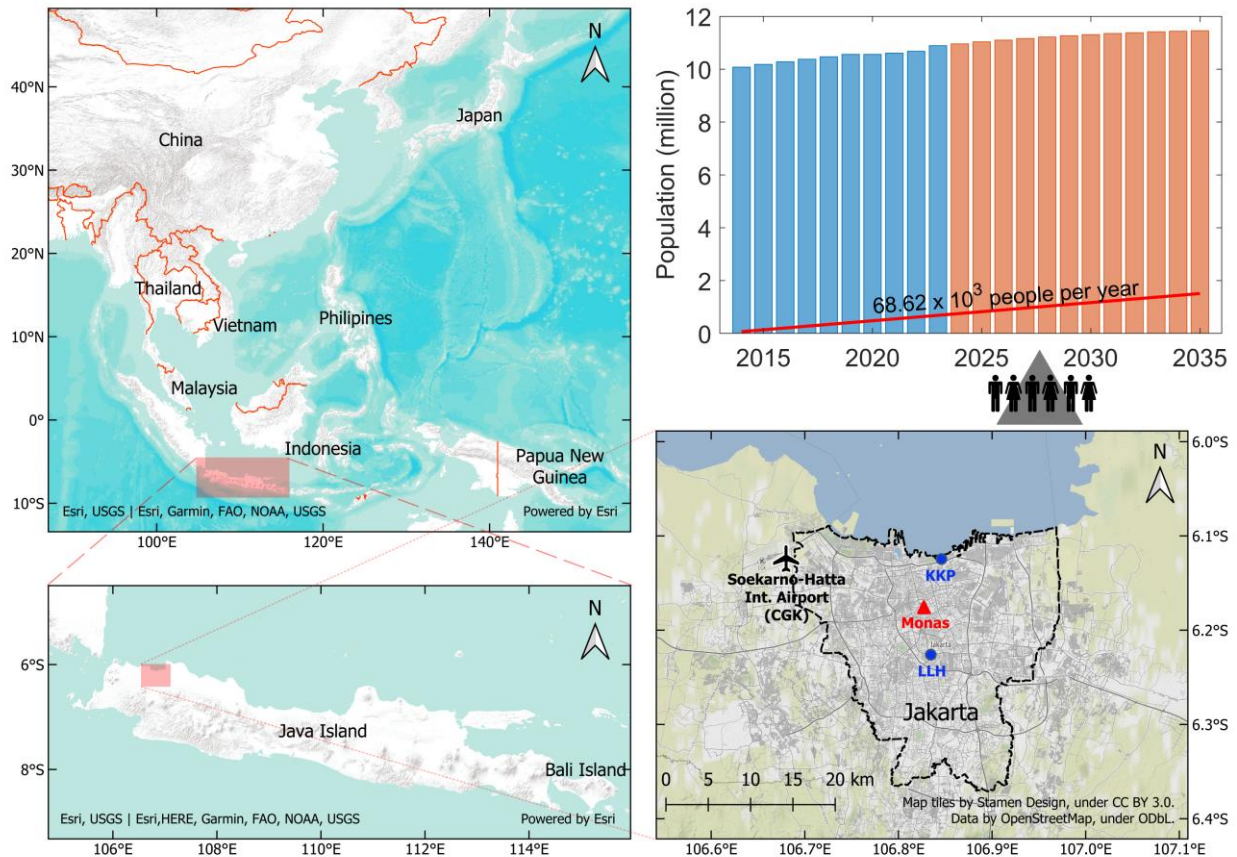 N
40°N
30°N
20°N
10°N
0°
10°S
Japan
China
Thailand
Vietnam
Philipines
Malaysia
Indonesia
Papua New
Guinea
Esri, USGS | Esri, Garmin, FAO, NOAA, USGS
Powered by Esri
100°E
120°E
140°E
Population (million)
12
10
8
6
4
2
0
68.62 x 10³ people per year
2015
2020
2025
2030
2035
N
6°S
8°S
Java Island
Bali Island
Esri, USGS | Esri,HERE, Garmin, FAO, NOAA, USGS
Powered by Esri
106°E
108°E
110°E
112°E
114°E
116°E
N
6.0°S
6.1°S
6.2°S
6.3°S
6.4°S
Soekarno-Hatta
Int. Airport
(CGK)
KKP
Monas
Jakarta
LLH
Jakarta
0 5 10 15 20 km
Map tiles by Stamen Design, under CC BY 3.0.
Data by OpenStreetMap, under ODbL.
106.6°E
106.7°E
106.8°E
106.9°E
107.0°E
107.1°E